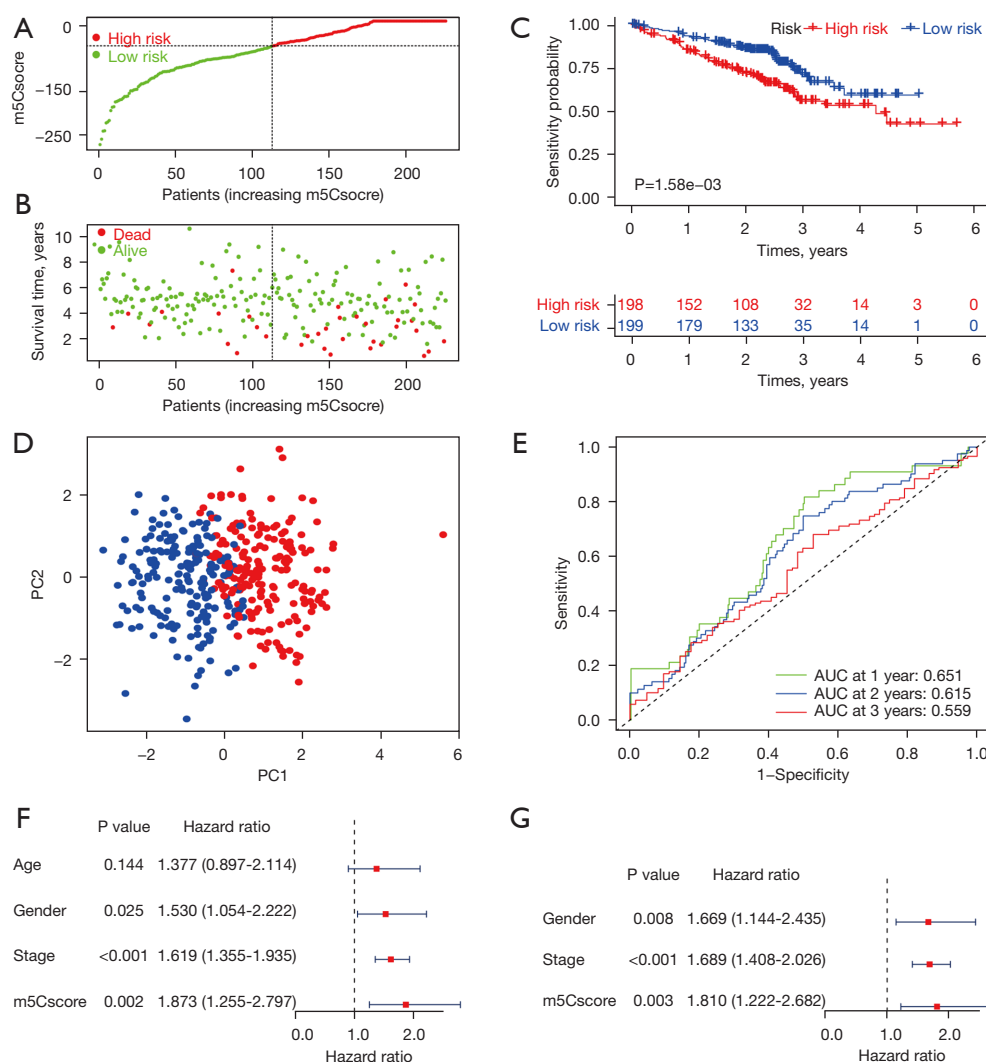 A
m5Csocre
0
−150
−250
High risk
Low risk
0 50 100 150 200
Patients (increasing m5Csocre)
B
Survival time, years
10
8
6
4
2
Dead
Alive
0 50 100 150 200
Patients (increasing m5Csocre)
C
Risk High risk Low risk
Sensitivity probability
1.00
0.75
0.50
0.25
0.00
P=1.58e−03
0 1 2 3 4 5 6
Times, years
High risk 198 152 108 32 14 3 0
Low risk 199 179 133 35 14 1 0
0 1 2 3 4 5 6
Times, years
D
PC2
2
0
−2
−2 0 2 4 6
PC1
E
Sensitivity
1.0
0.8
0.6
0.4
0.2
0.0
AUC at 1 year: 0.651
AUC at 2 years: 0.615
AUC at 3 years: 0.559
0.0 0.2 0.4 0.6 0.8 1.0
1−Specificity
F
P value Hazard ratio
Age 0.144 1.377 (0.897-2.114)
Gender 0.025 1.530 (1.054-2.222)
Stage <0.001 1.619 (1.355-1.935)
m5Cscore 0.002 1.873 (1.255-2.797)
0.0 1.0 2.0
Hazard ratio
G
P value Hazard ratio
Gender 0.008 1.669 (1.144-2.435)
Stage <0.001 1.689 (1.408-2.026)
m5Cscore 0.003 1.810 (1.222-2.682)
0.0 1.0 2.0
Hazard ratio